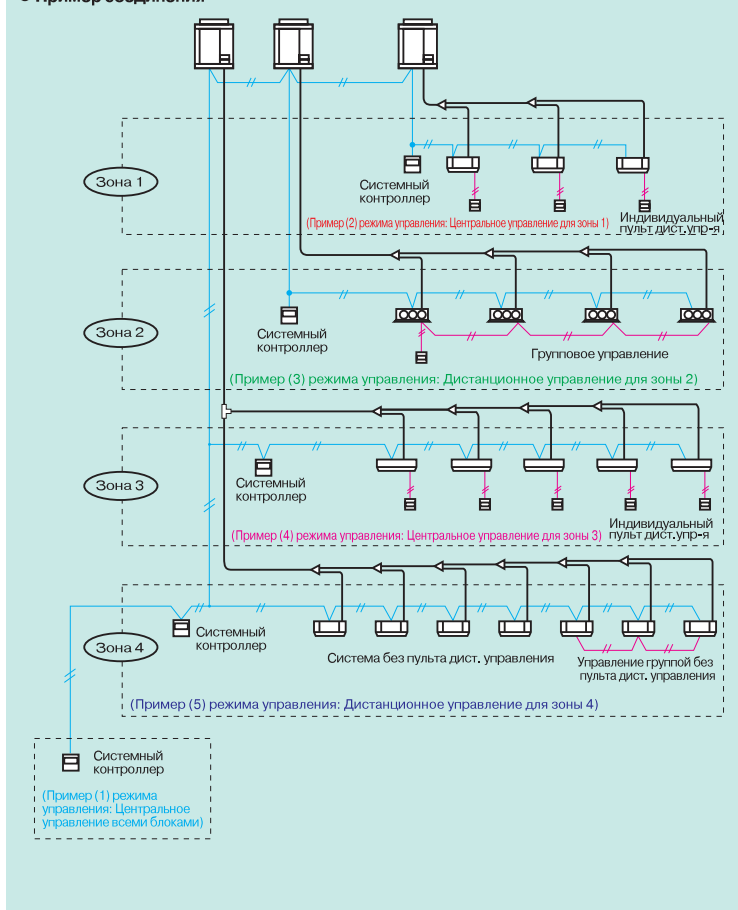 ● Пример соединения
Зона 1
Системный
контроллер
(Пример (2) режима управления: Центральное управление для зоны 1)
Индивидуальный
пульт дист.упр-я
Зона 2
Системный
контроллер
Групповое управление
(Пример (3) режима управления: Дистанционное управление для зоны 2)
Зона 3
Системный
контроллер
(Пример (4) режима управления: Центральное управление для зоны 3)
Индивидуальный
пульт дист.упр-я
Зона 4
Системный
контроллер
Система без пульта дист. управления
Управление группой без
пульта дист. управления
(Пример (5) режима управления: Дистанционное управление для зоны 4)
Системный
контроллер
(Пример (1) режима
управления: Центральное
управление всеми блоками)